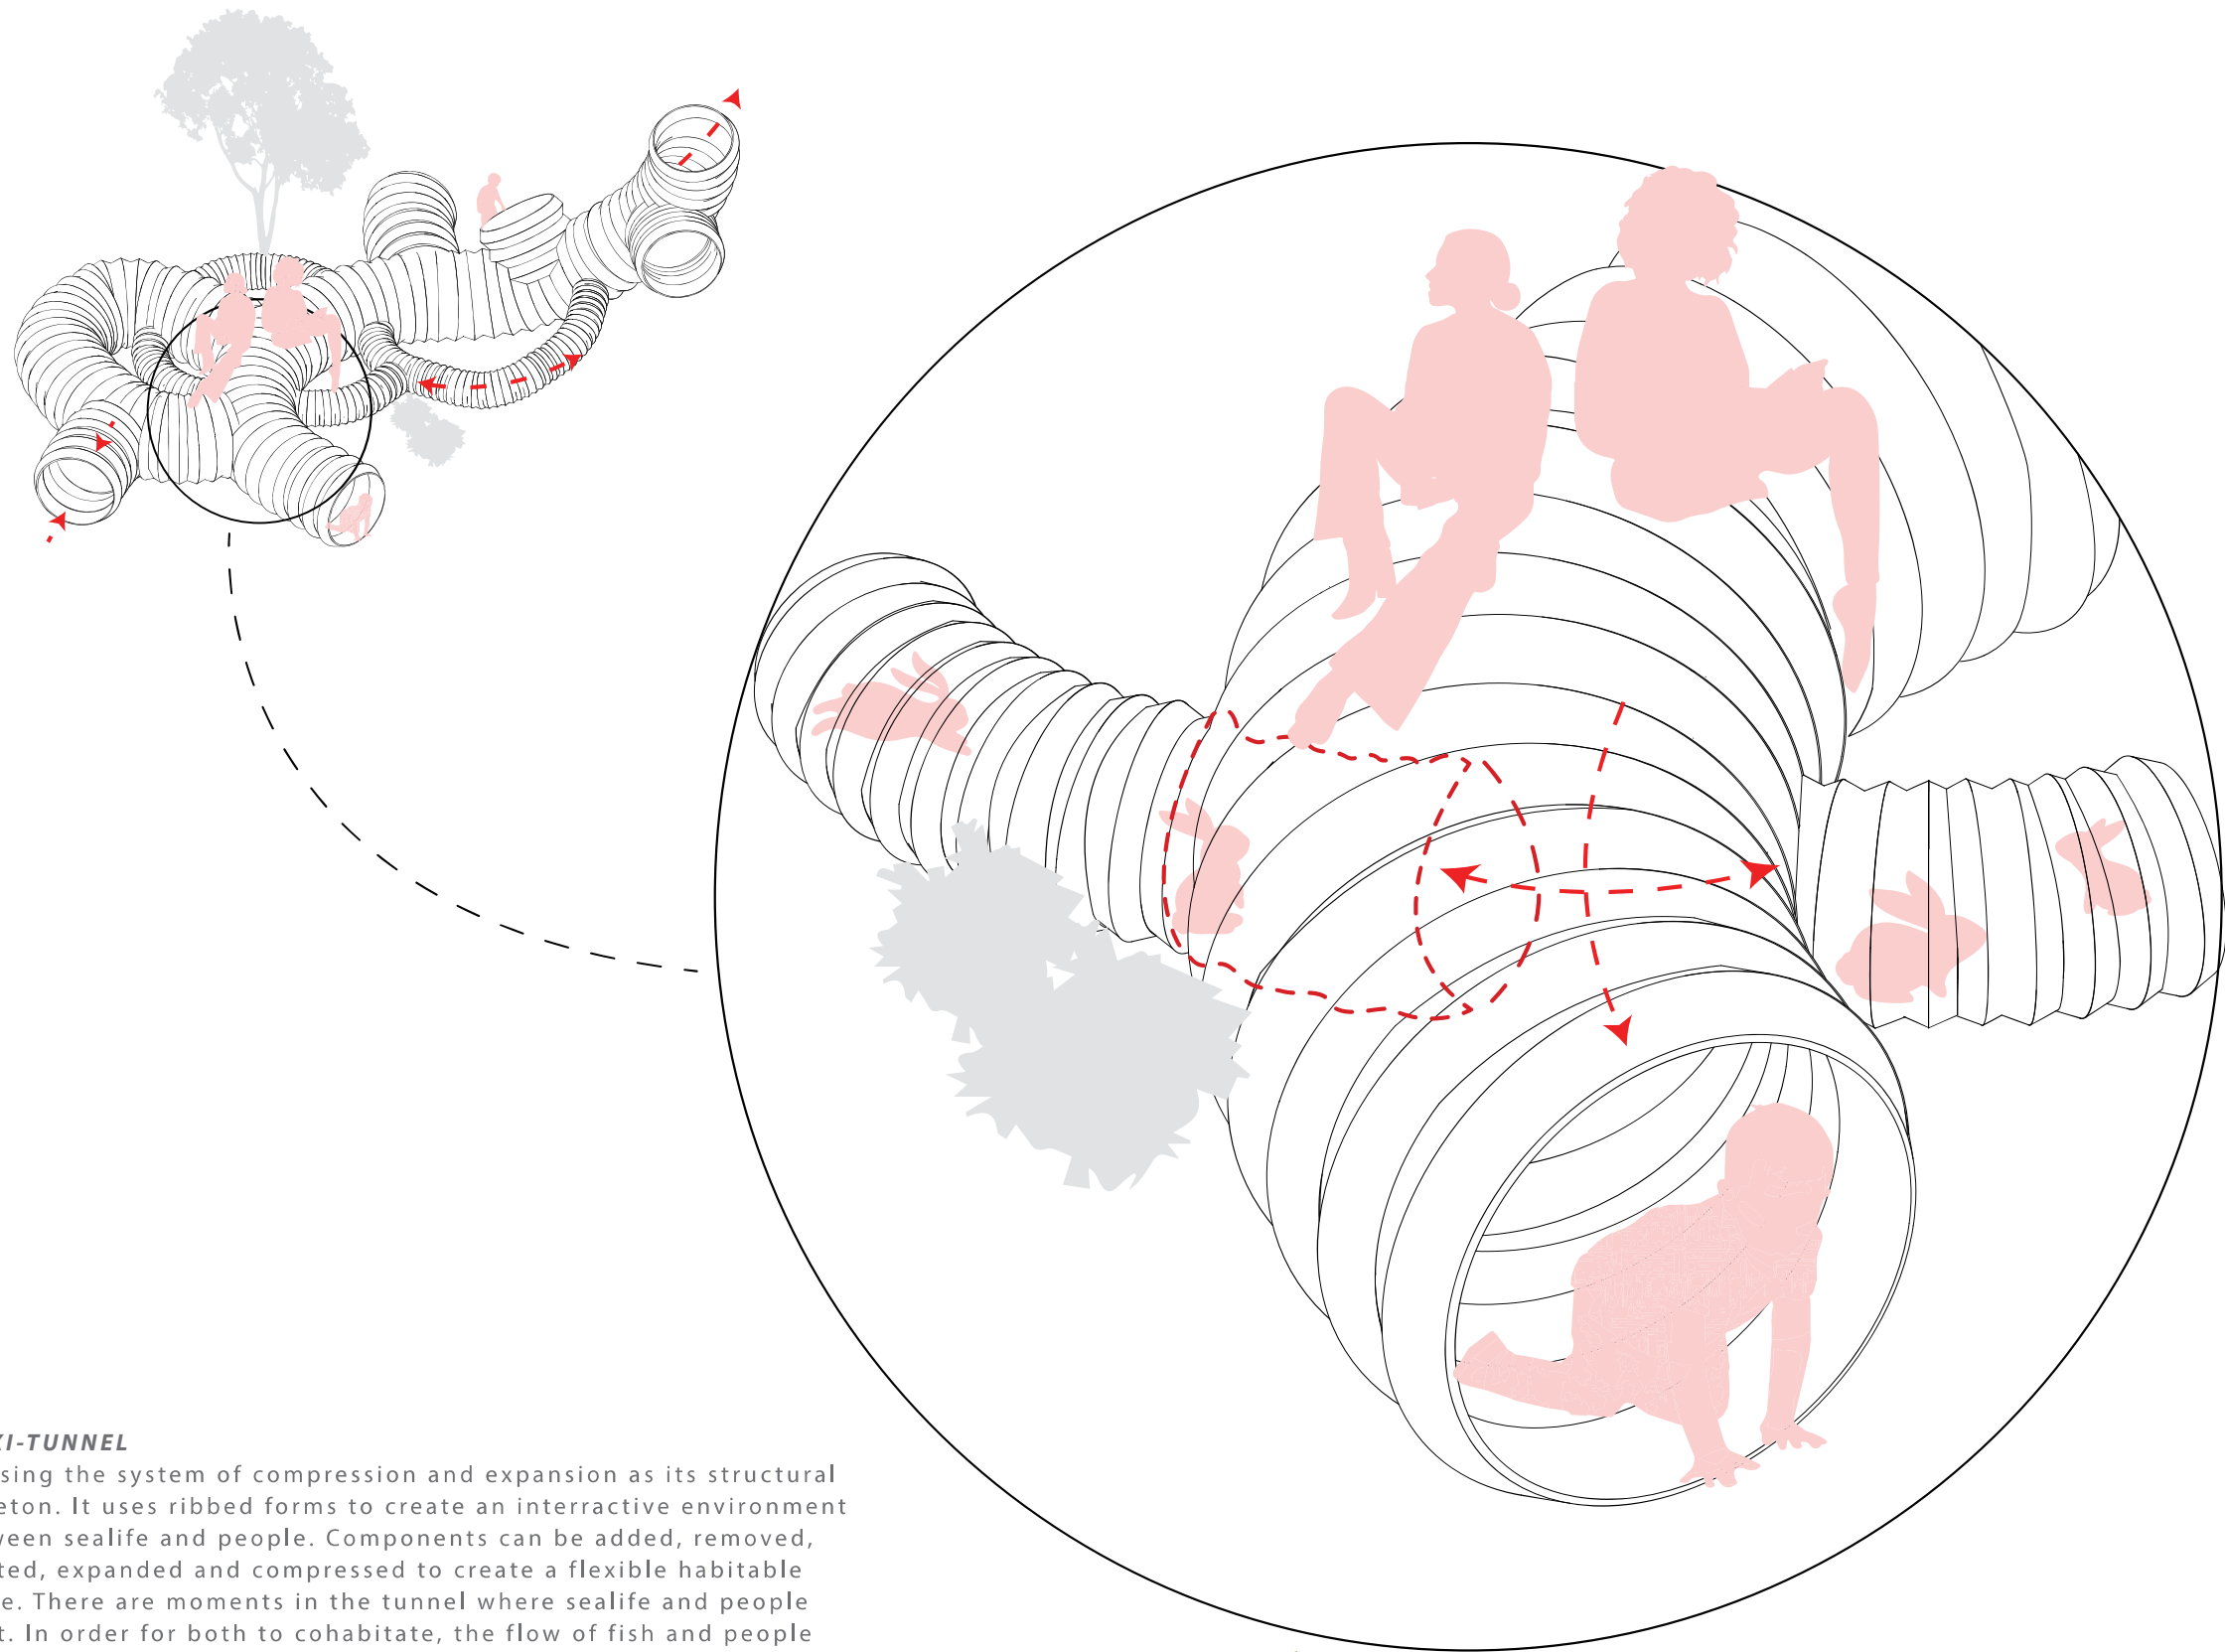 KI-TUNNEL
sing the system of compression and expansion as its structural
eton. It uses ribbed forms to create an interractive environment
ween sealife and people. Components can be added, removed,
ted, expanded and compressed to create a flexible habitable
e. There are moments in the tunnel where sealife and people
t. In order for both to cohabitate, the flow of fish and people